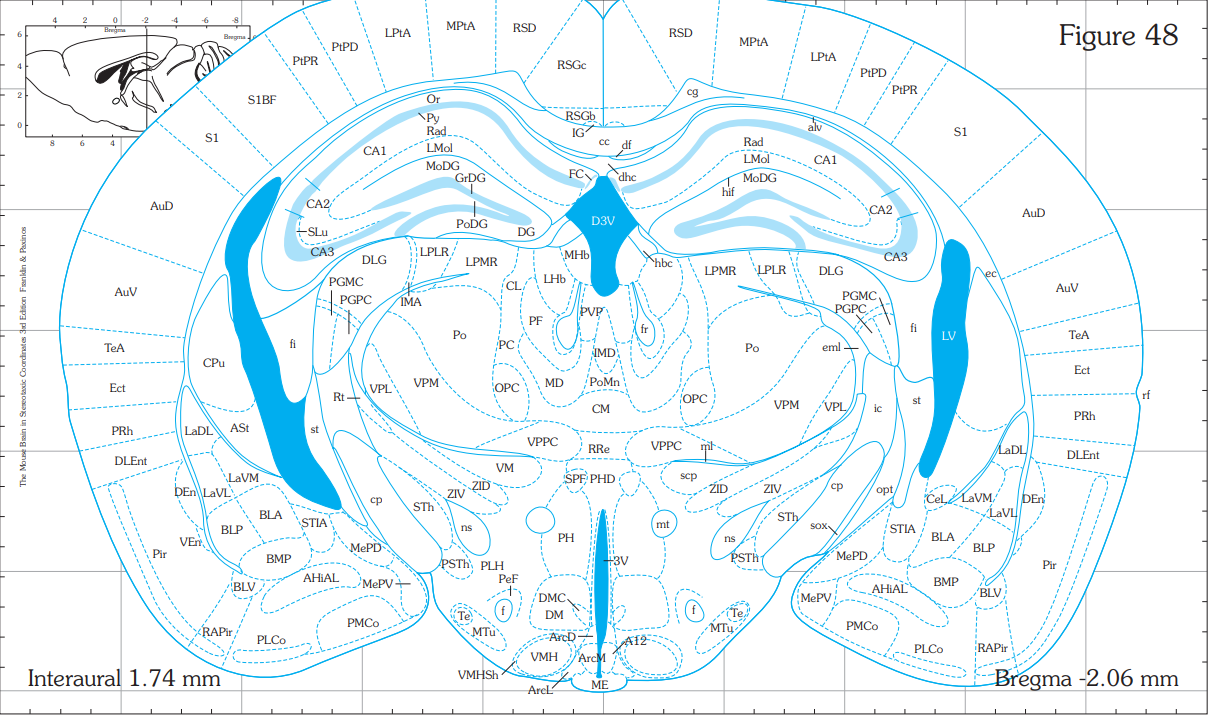 4 2 0 -2 -4 -6 -8
Bregma
Bregma
6
4
2
0
8 6 4
Figure 48
PtPR PtPD LPtA MPtA RSD RSGc RSD MPtA LPtA PtPD PtPR
S1BF
S1
AuD
AuV
TeA
Ect
PRh
DLEnt
S1
AuD
AuV
TeA
Ect
rf
PRh
DLEnt
Or
Py
Rad
LMol
MoDG
GrDG
PoDG
DG
CA1
CA2
SLu
CA3
RSGb
IG
cc
df
FC
dhc
cg
alv
Rad
LMol
MoDG
hif
CA1
CA2
CA3
D3V
MHb
hbc
LHb
DLG LPLR LPMR CL
LPMR LPLR DLG
PGMC
PGPC
IMA
PGMC
PGPC
eml
ec
LV
fi
fi
CPu
Po
PF
PC
PVP
fr
IMD
Po
MD
PoMn
CM
OPC
OPC
VPM
VPL
Rt
VPM
VPL
ic
st
st
LaDL
ASt
LaDL
VPPC
RRe
VPPC
ml
VM
SPF
PHD
scp
ZID
ZIV
ZID
ZIV
cp
cp
opt
STh
STh
sox
ns
ns
LaVM
LaVL
DEn
VEn
BLA
BLP
BMP
STIA
BLV
CeL
LaVM
LaVL
DEn
STIA
BLA
BLP
BMP
BLV
Pir
Pir
MePD
MePD
AHiAL
AHiAL
MePV
MePV
PMCo
PMCo
RAPir
PLCo
RAPir
PLCo
PSTh
PLH
PSTh
PH
mt
3V
PeF
f
f
DMC
DM
Te
Te
MTu
MTu
ArcD
A12
VMH
ArcM
VMHSh
ArcL
ME
The Mouse Brain in Stereotaxic Coordinates 3rd Edition Franklin & Paxinos
Interaural 1.74 mm
Bregma -2.06 mm